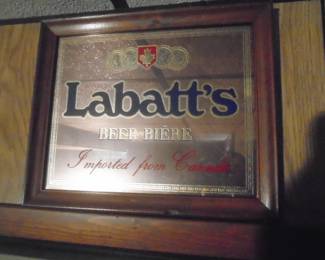 Labatt's
BEER BIÈRE
Imported from Canada